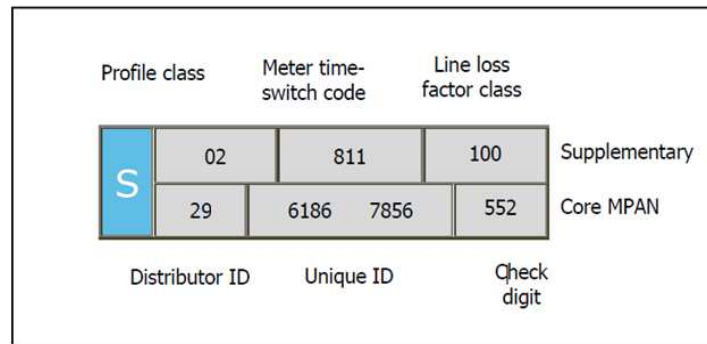 Profile class
Meter time-
switch code
Line loss
factor class
S
02
811
100
Supplementary
29
6186 7856
552
Core MPAN
Distributor ID
Unique ID
Check
digit